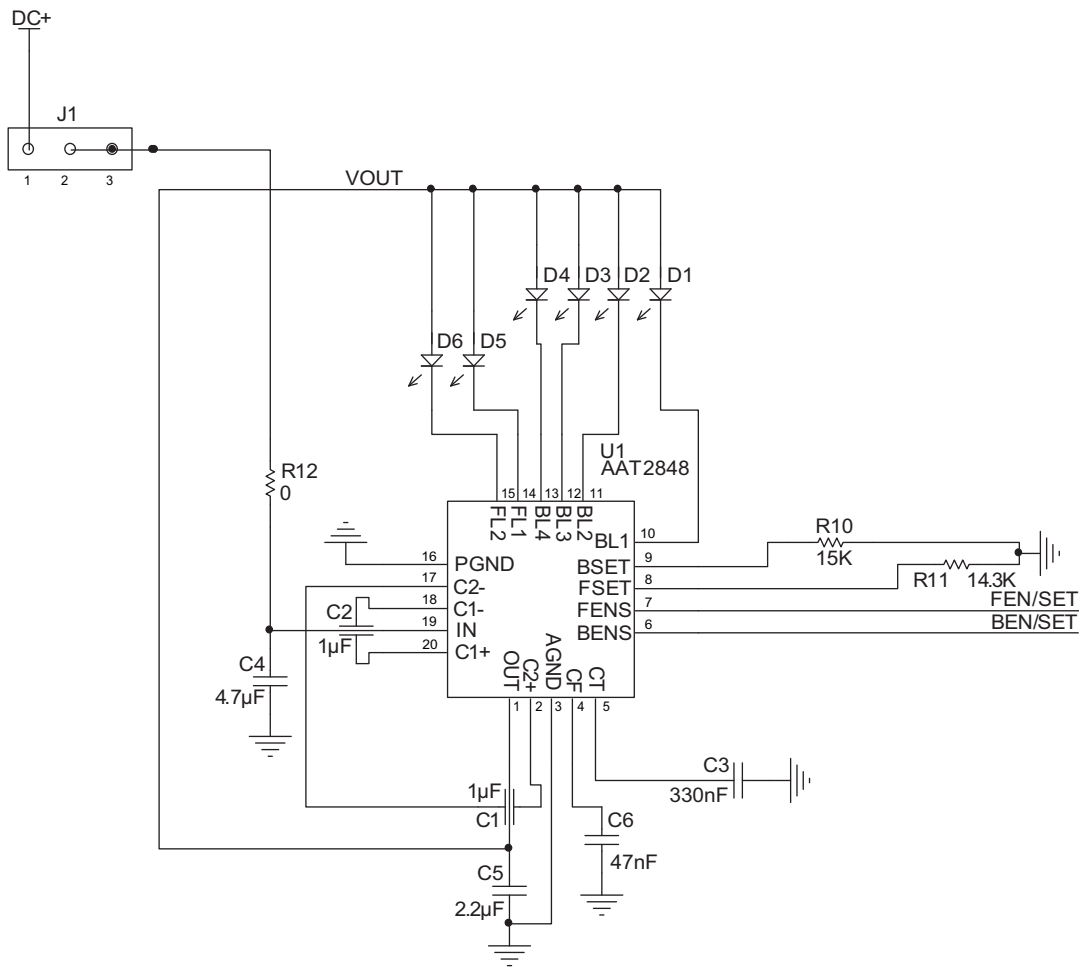 DC+
J1
1 2 3
VOUT
D4 D3 D2 D1
D6 D5
U1
AAT2848
R12
0
15 14 13 12 11
FL2 FL1 BL4 BL3 BL2
BL1 10
R10
15K
16 PGND
BSET 9
17 C2-
FSET 8
R11 14.3K
18 C1-
FENS 7
FEN/SET
C2
1µF
19 IN
BENS 6
BEN/SET
20 C1+
OUT C2+ AGND CF CT
1 2 3 4 5
C4
4.7µF
C3
330nF
1µF
C1
C6
47nF
C5
2.2µF